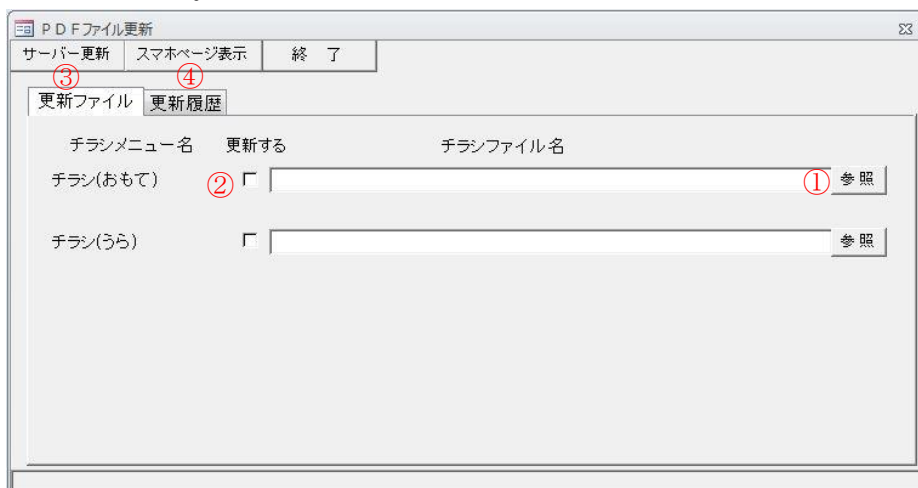 PDFファイル更新
サーバー更新 スマホページ表示 終 了
③ ④
更新ファイル 更新履歴
チラシメニュー名 更新する チラシファイル名
チラシ(おもて) ② ① 参照
チラシ(うら) 参照